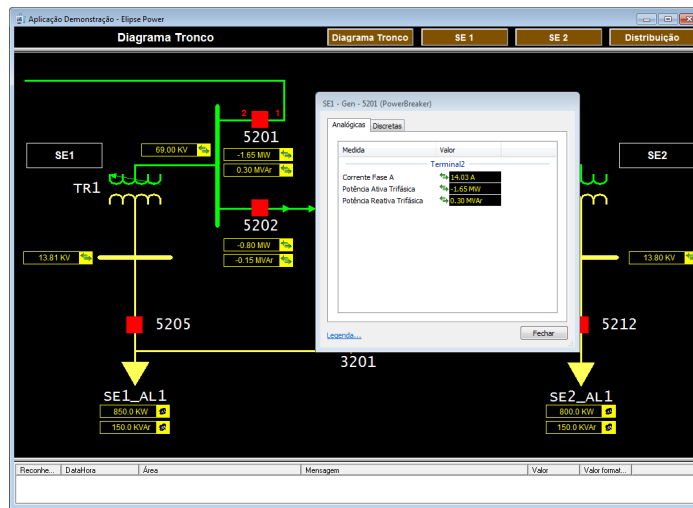 Aplicação Demonstração - Elipse Power
Diagrama Tronco
Diagrama Tronco
SE 1
SE 2
Distribuição
SE1 - Gen - 5201 (PowerBreaker)
Analógicas
Discretas
Medida
Valor
Terminal2
Corrente Fase A
14.03 A
Potência Ativa Trifásica
-1.65 MW
Potência Reativa Trifásica
0.30 MVAr
Legenda...
Fechar
2
1
5201
69.00 KV
-1.65 MW
0.30 MVAr
SE1
SE2
TR1
5202
-0.80 MW
-0.15 MVAr
13.81 KV
13.80 KV
5205
5212
3201
SE1_AL1
850.0 KW
150.0 KVAr
SE2_AL1
800.0 KW
150.0 KVAr
Reconhe...
DataHora
Área
Mensagem
Valor
Valor format...